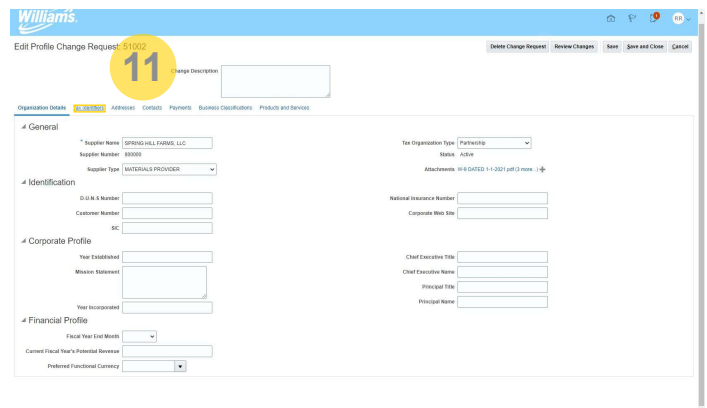 Williams.
RR
Edit Profile Change Request: 51002
Delete Change Request Review Changes Save Save and Close Cancel
11
Change Description
Organization Details Tax Identifiers Addresses Contacts Payments Business Classifications Products and Services
General
* Supplier Name SPRING HILL FARMS, LLC
Tax Organization Type Partnership
Supplier Number 800000
Status Active
Supplier Type MATERIALS PROVIDER
Attachments W-9 DATED 1-1-2021.pdf (3 more...)
Identification
D-U-N-S Number
National Insurance Number
Customer Number
Corporate Web Site
SIC
Corporate Profile
Year Established
Chief Executive Title
Mission Statement
Chief Executive Name
Principal Title
Year Incorporated
Principal Name
Financial Profile
Fiscal Year End Month
Current Fiscal Year's Potential Revenue
Preferred Functional Currency